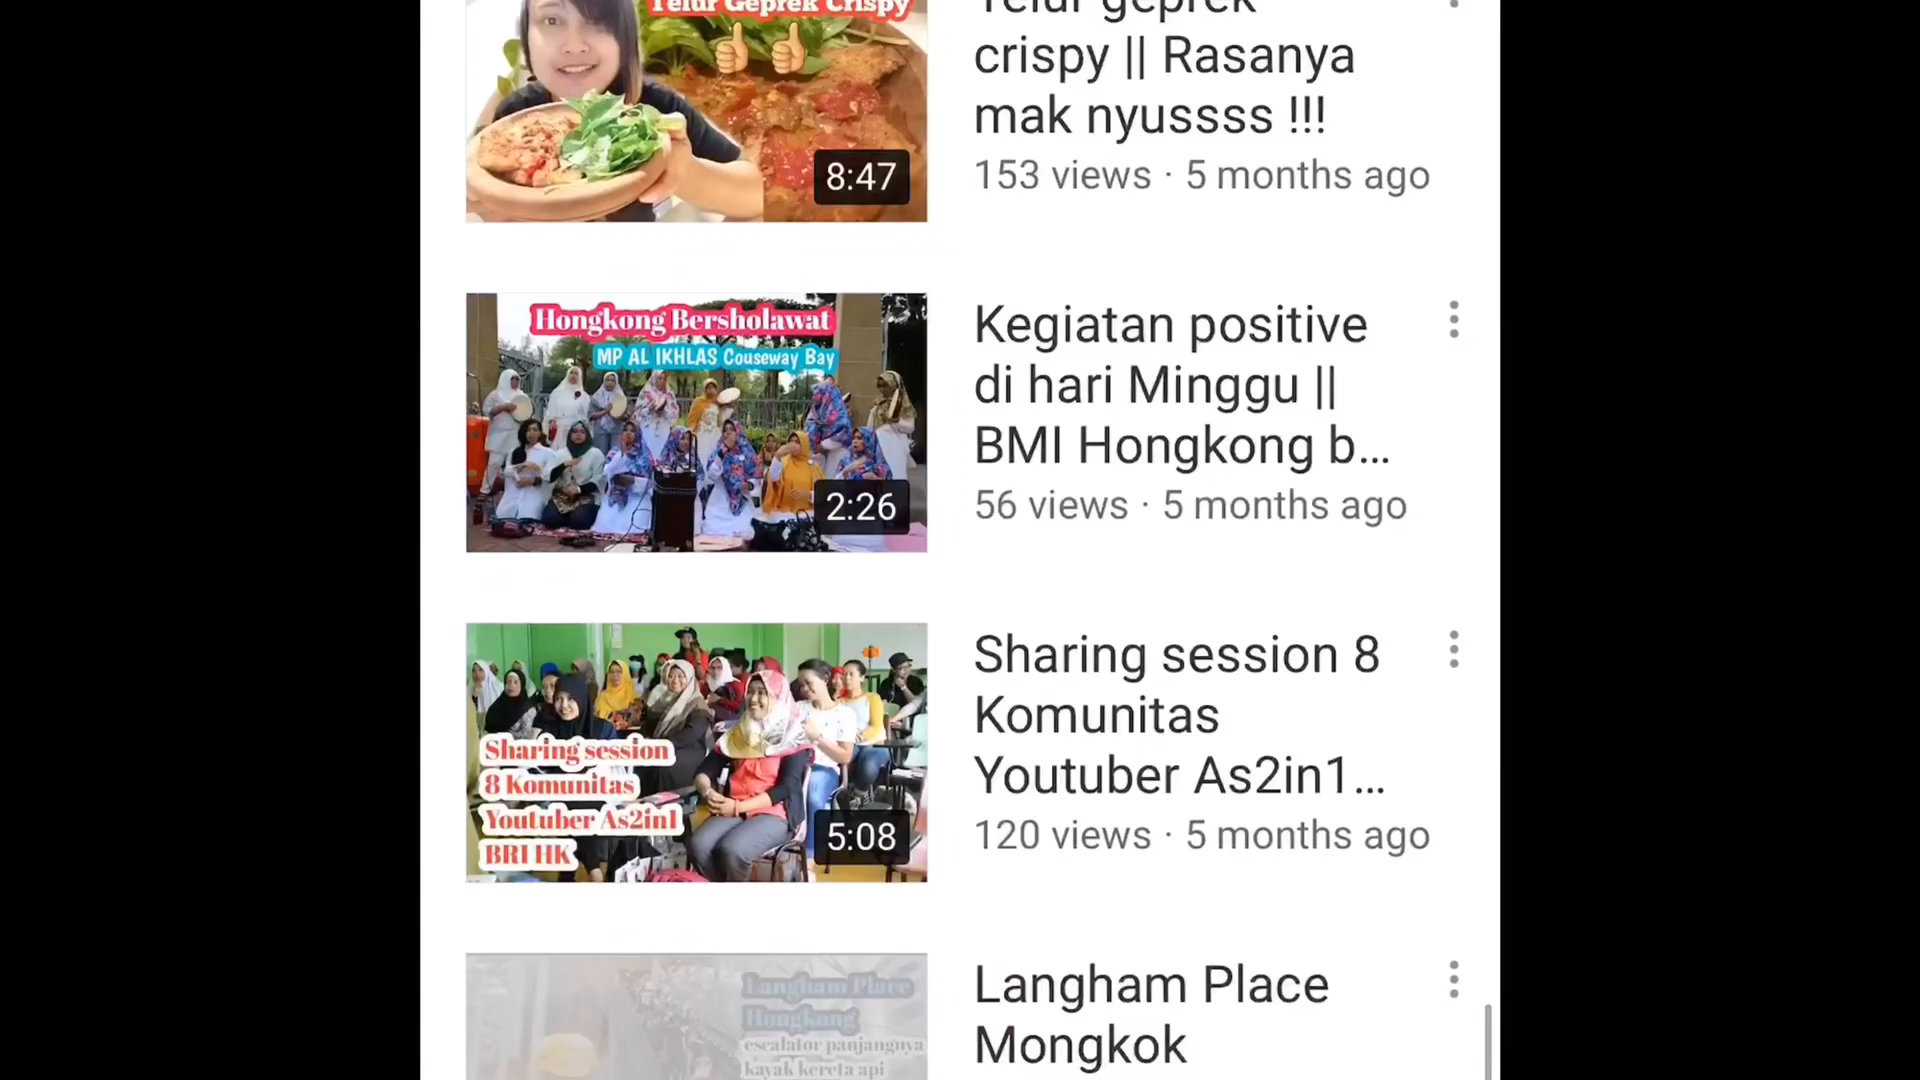 Telur Geprek Crispy
8:47
Telur geprek
crispy || Rasanya
mak nyussss !!!
153 views · 5 months ago
Hongkong Bersholawat
MP AL IKHLAS Couseway Bay
2:26
Kegiatan positive
di hari Minggu ||
BMI Hongkong b...
56 views · 5 months ago
Sharing session
8 Komunitas
Youtuber As2in1
BRI HK
5:08
Sharing session 8
Komunitas
Youtuber As2in1...
120 views · 5 months ago
Langham Place
Hongkong
escalator panjangnya
kayak kereta api
Langham Place
Mongkok